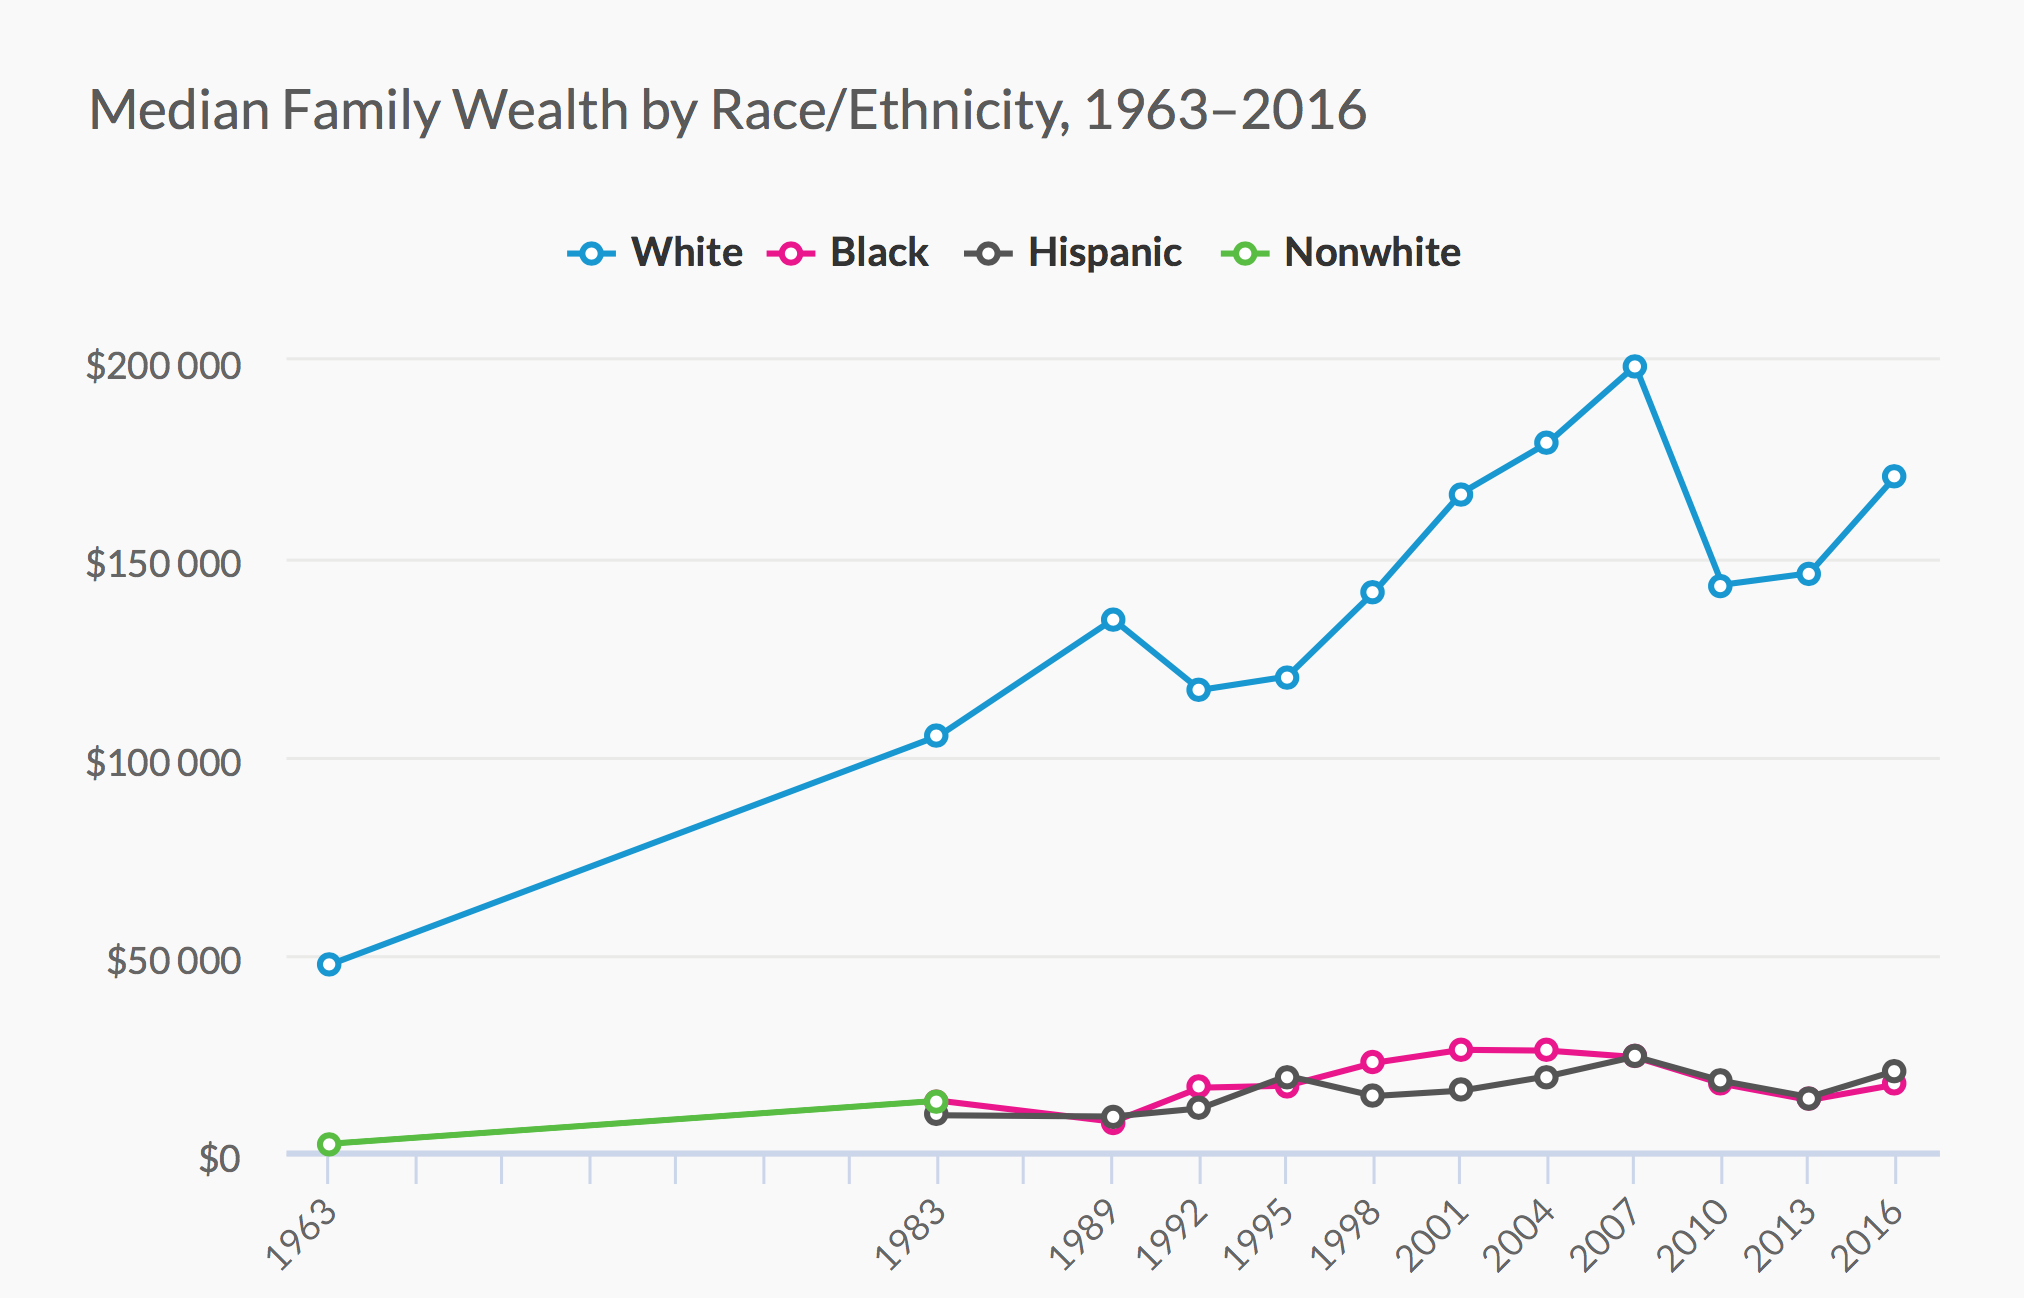 Median Family Wealth by Race/Ethnicity, 1963–2016
White Black Hispanic Nonwhite
$200 000
$150 000
$100 000
$50 000
$0
1963 1983 1989 1992 1995 1998 2001 2004 2007 2010 2013 2016